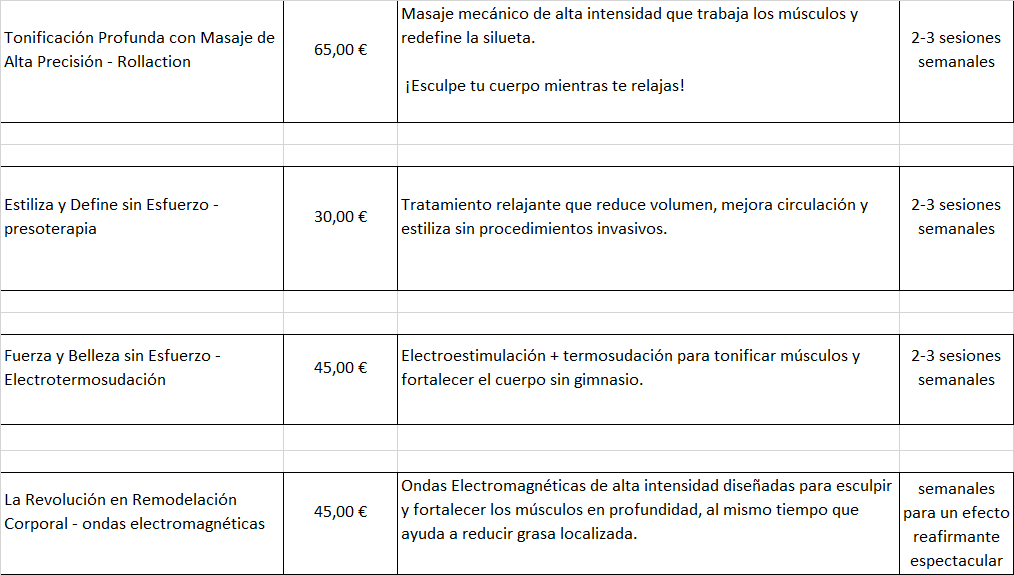 Tonificación Profunda con Masaje de
Alta Precisión - Rollaction
65,00 €
Masaje mecánico de alta intensidad que trabaja los músculos y
redefine la silueta.
¡Esculpe tu cuerpo mientras te relajas!
2-3 sesiones
semanales
Estiliza y Define sin Esfuerzo -
presoterapia
30,00 €
Tratamiento relajante que reduce volumen, mejora circulación y
estiliza sin procedimientos invasivos.
2-3 sesiones
semanales
Fuerza y Belleza sin Esfuerzo -
Electrotermosudación
45,00 €
Electroestimulación + termosudación para tonificar músculos y
fortalecer el cuerpo sin gimnasio.
2-3 sesiones
semanales
La Revolución en Remodelación
Corporal - ondas electromagnéticas
45,00 €
Ondas Electromagnéticas de alta intensidad diseñadas para esculpir
y fortalecer los músculos en profundidad, al mismo tiempo que
ayuda a reducir grasa localizada.
semanales
para un efecto
reafirmante
espectacular